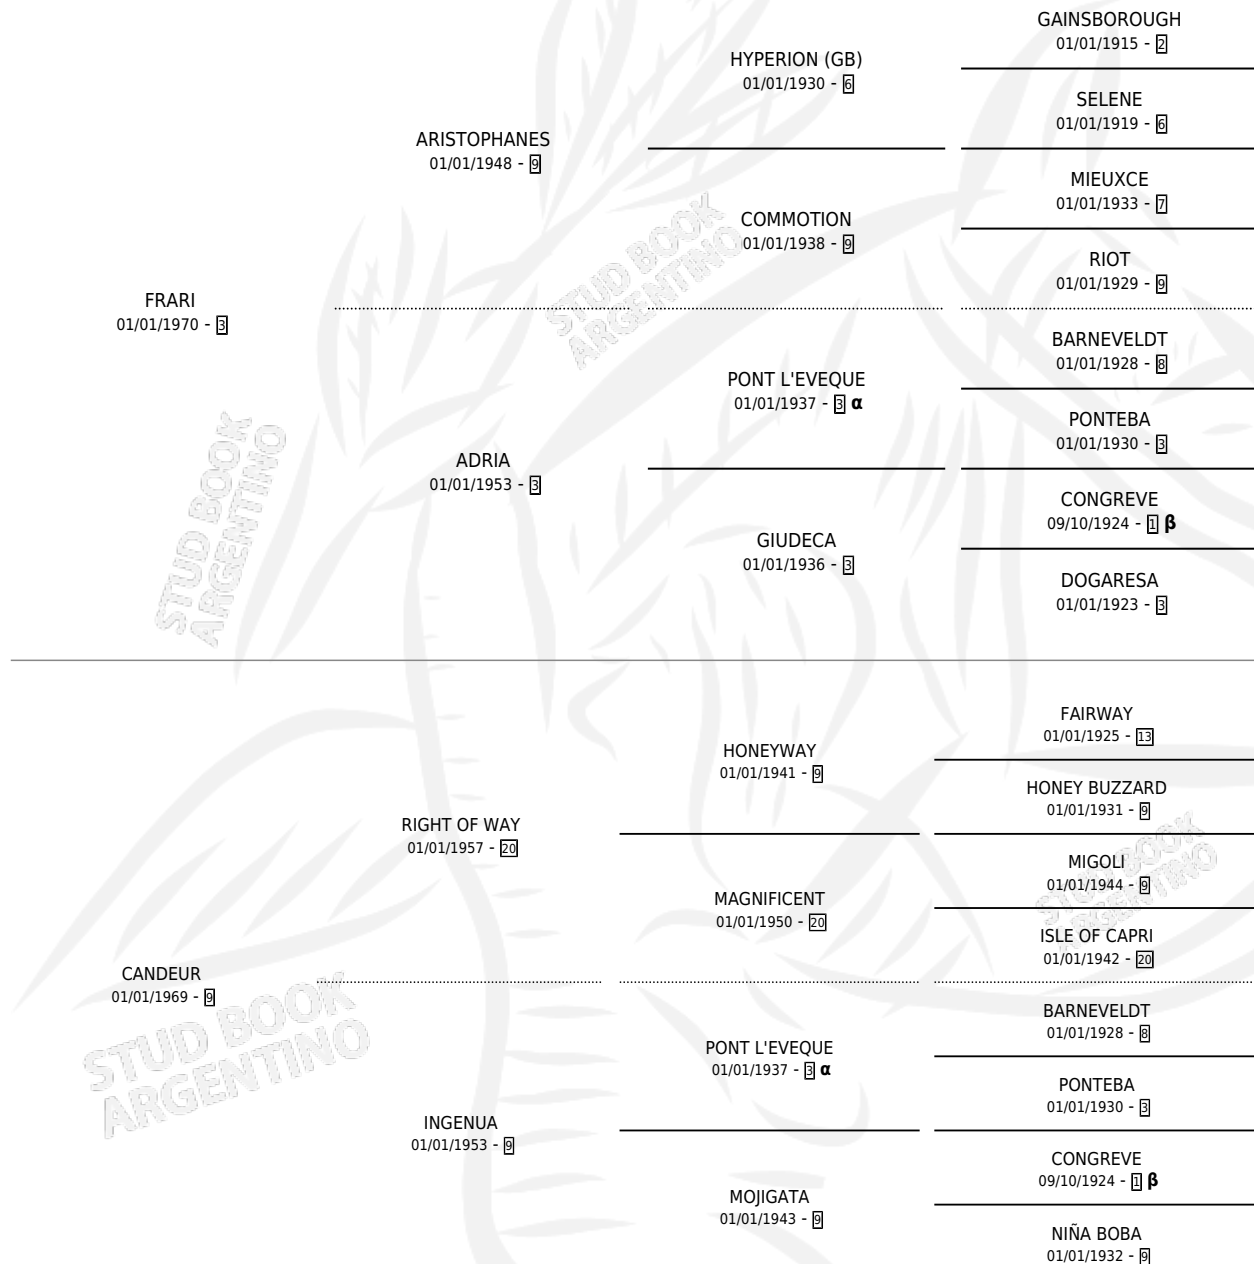 GAINSBOROUGH
01/01/1915 - 2
HYPERION (GB)
01/01/1930 - 6
SELENE
01/01/1919 - 6
ARISTOPHANES
01/01/1948 - 9
MIEUXCE
01/01/1933 - 7
COMMOTION
01/01/1938 - 9
RIOT
01/01/1929 - 9
FRARI
01/01/1970 - 3
BARNEVELDT
01/01/1928 - 8
PONT L'EVEQUE
01/01/1937 - 3 α
PONTEBA
01/01/1930 - 3
ADRIA
01/01/1953 - 3
CONGREVE
09/10/1924 - 1 β
GIUDECA
01/01/1936 - 3
DOGARESA
01/01/1923 - 3
FAIRWAY
01/01/1925 - 13
HONEYWAY
01/01/1941 - 9
HONEY BUZZARD
01/01/1931 - 9
RIGHT OF WAY
01/01/1957 - 20
MIGOLI
01/01/1944 - 9
MAGNIFICENT
01/01/1950 - 20
ISLE OF CAPRI
01/01/1942 - 20
CANDEUR
01/01/1969 - 9
BARNEVELDT
01/01/1928 - 8
PONT L'EVEQUE
01/01/1937 - 3 α
PONTEBA
01/01/1930 - 3
INGENUA
01/01/1953 - 9
CONGREVE
09/10/1924 - 1 β
MOJIGATA
01/01/1943 - 9
NIÑA BOBA
01/01/1932 - 9
STUD BOOK
ARGENTINO
STUD BOOK
ARGENTINO
STUD BOOK
ARGENTINO
STUD BOOK
ARGENTINO